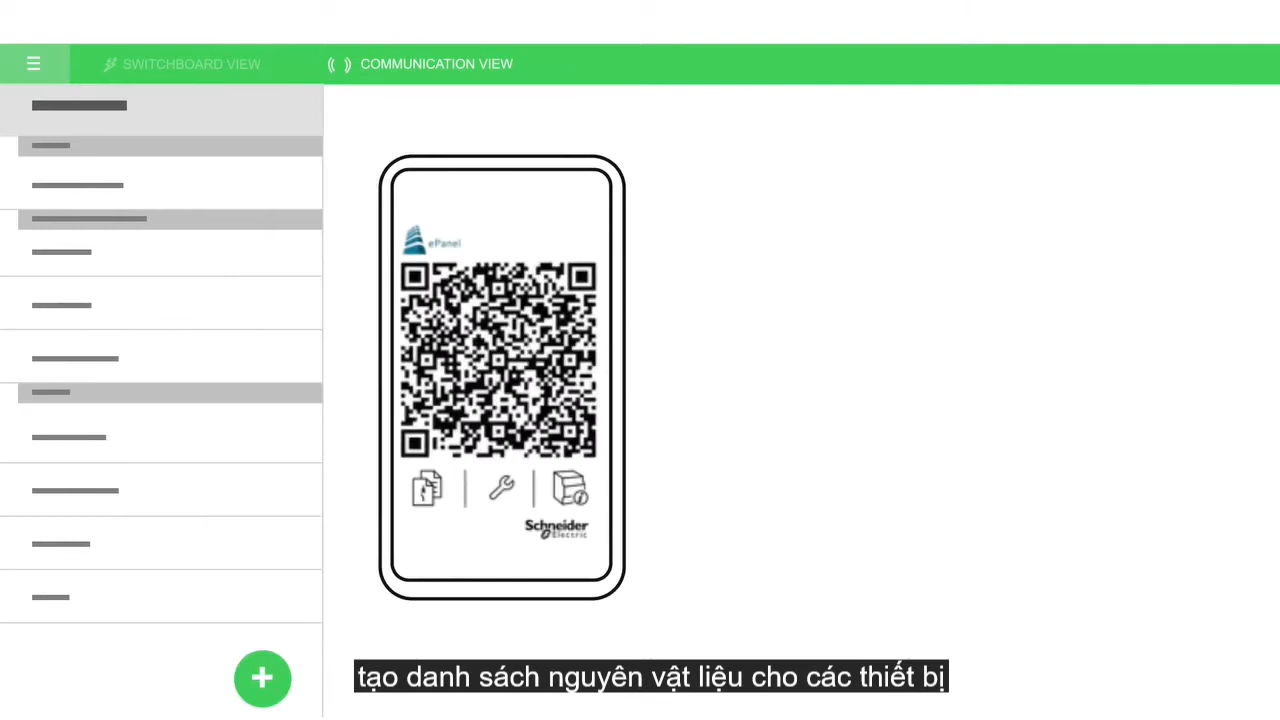 SWITCHBOARD VIEW
COMMUNICATION VIEW
ePanel
Schneider
Electric
tạo danh sách nguyên vật liệu cho các thiết bị